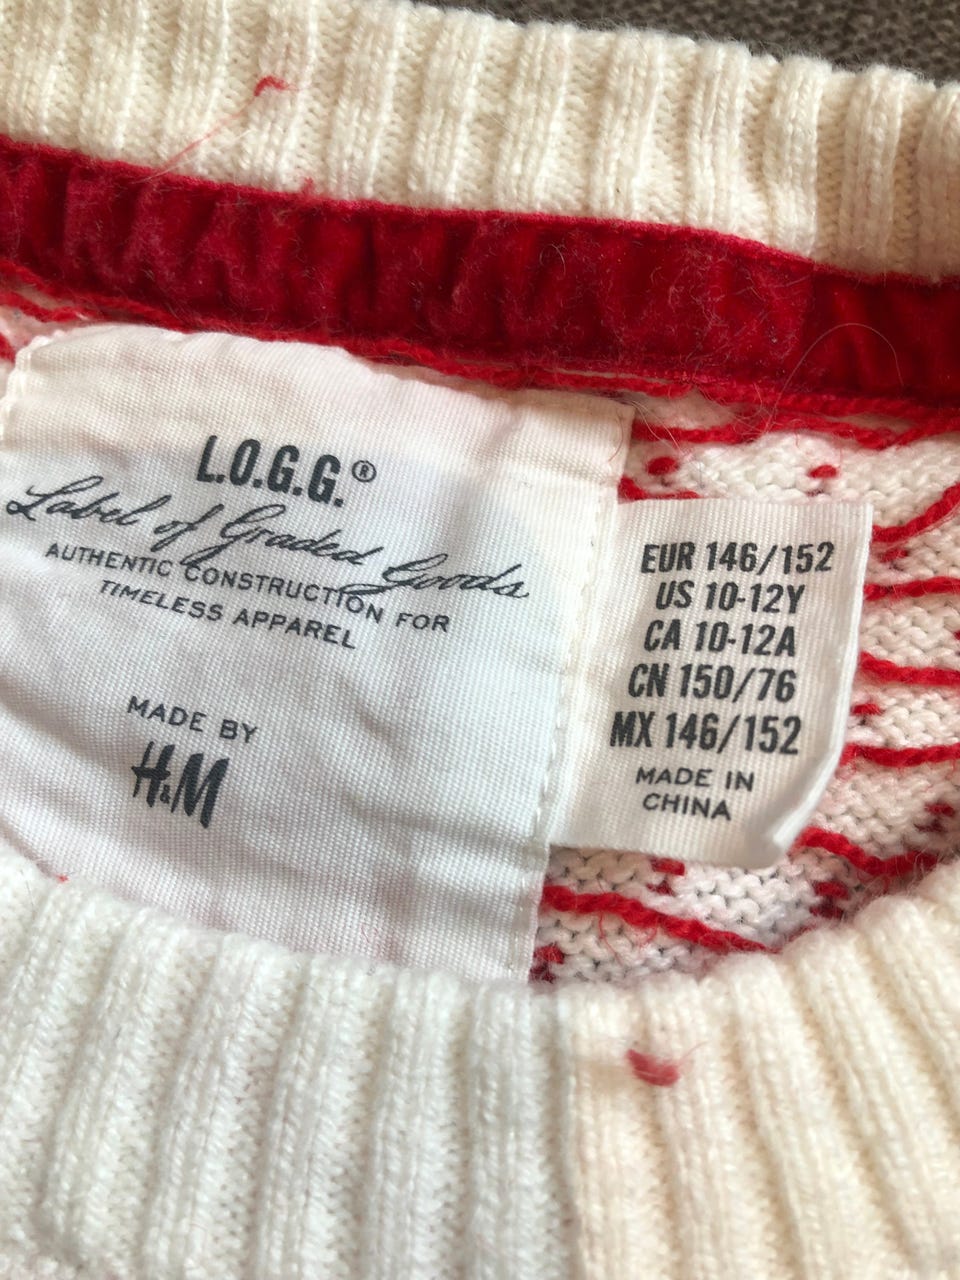 L.O.G.G.®
Label of Graded Goods
AUTHENTIC CONSTRUCTION FOR
TIMELESS APPAREL
MADE BY
H&M
EUR 146/152
US 10-12Y
CA 10-12A
CN 150/76
MX 146/152
MADE IN
CHINA